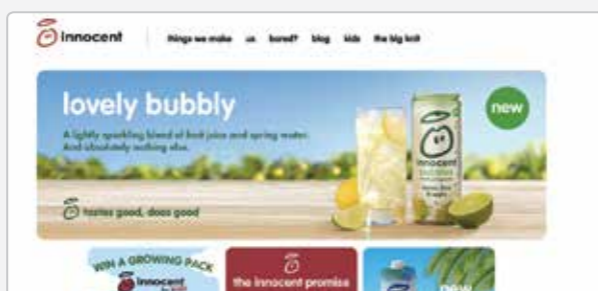 innocent
things we make us bored? blog kids the big knit
lovely bubbly
new
A lightly sparkling blend of fruit juice and spring water.
And absolutely nothing else.
innocent
tastes good, does good
WIN A GROWING PACK
innocent
the innocent promise
new